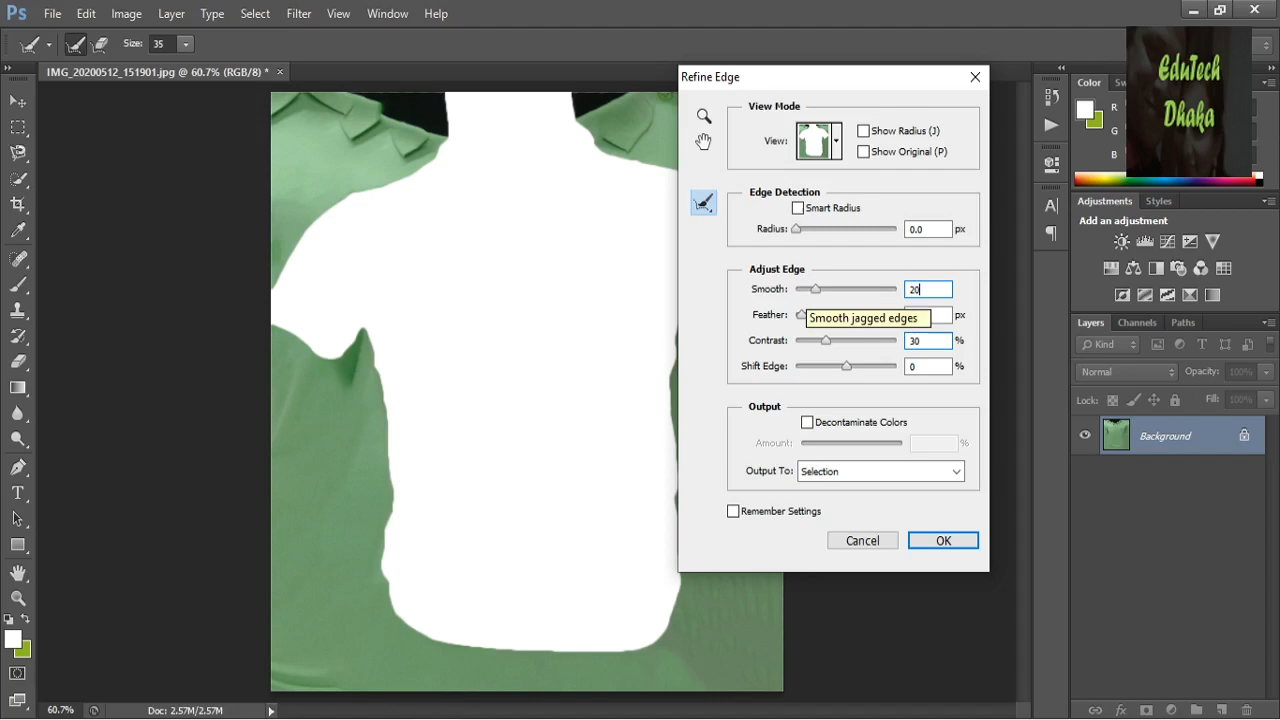 Ps File Edit Image Layer Type Select Filter View Window Help
Size: 35
IMG_20200512_151901.jpg @ 60.7% (RGB/8) * ×
EduTech
Dhaka
Refine Edge
View Mode
View:
Show Radius (J)
Show Original (P)
Edge Detection
Smart Radius
Radius: 0.0 px
Adjust Edge
Smooth: 20
Feather: px
Smooth jagged edges
Contrast: 30 %
Shift Edge: 0 %
Output
Decontaminate Colors
Amount: %
Output To: Selection
Remember Settings
Cancel OK
Color
R
G
B
Adjustments Styles
Add an adjustment
Layers Channels Paths
Kind
Normal Opacity: 100%
Lock: Fill: 100%
Background
60.7% Doc: 2.57M/2.57M